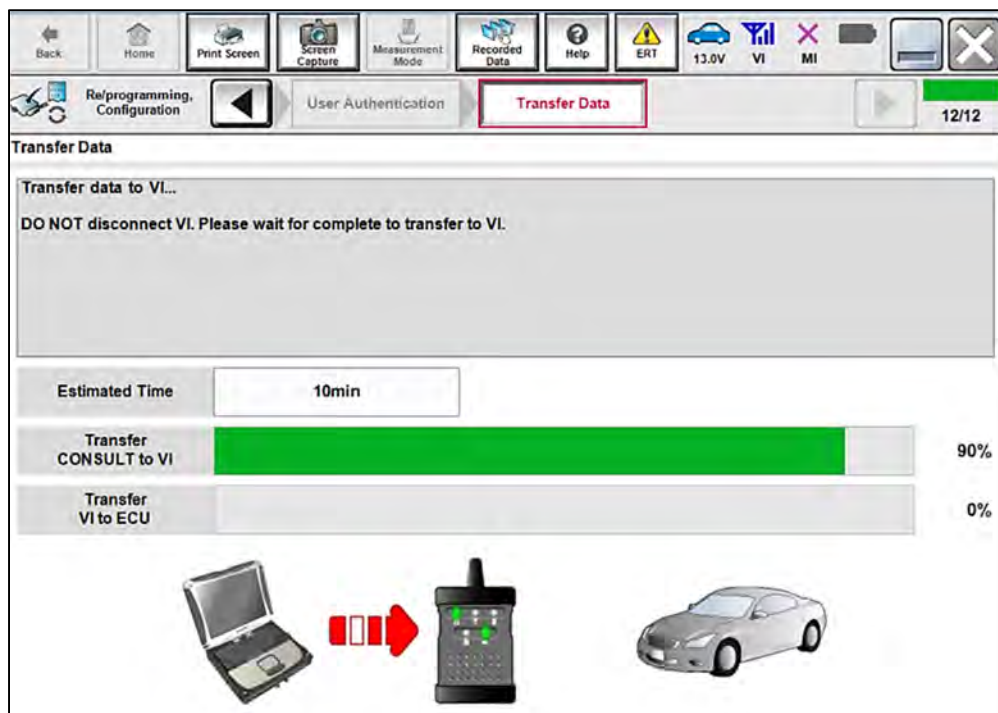 Back
Home
Print Screen
Screen
Capture
Measurement
Mode
Recorded
Data
Help
ERT
13.0V
VI
MI
Re/programming,
Configuration
User Authentication
Transfer Data
12/12
Transfer Data
Transfer data to VI...
DO NOT disconnect VI. Please wait for complete to transfer to VI.
Estimated Time
10min
Transfer
CONSULT to VI
90%
Transfer
VI to ECU
0%